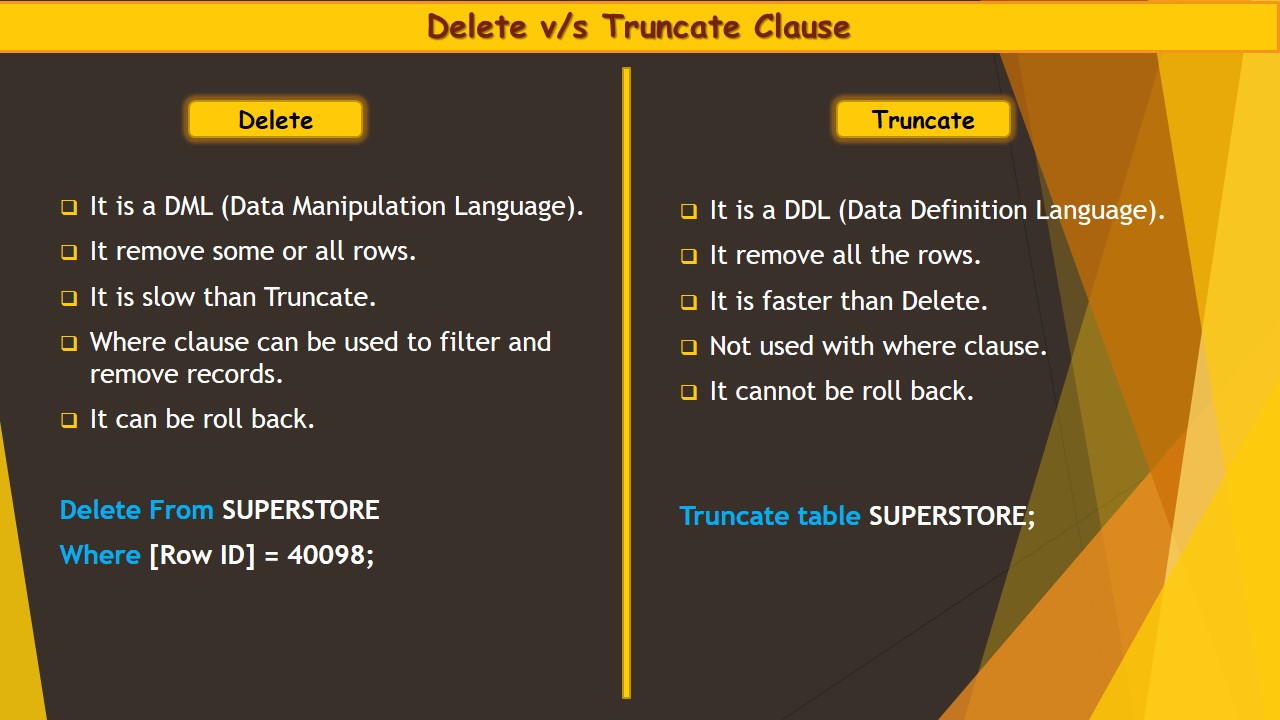 Delete v/s Truncate Clause
Delete
It is a DML (Data Manipulation Language).
It remove some or all rows.
It is slow than Truncate.
Where clause can be used to filter and
remove records.
It can be roll back.
Delete From SUPERSTORE
Where [Row ID] = 40098;
Truncate
It is a DDL (Data Definition Language).
It remove all the rows.
It is faster than Delete.
Not used with where clause.
It cannot be roll back.
Truncate table SUPERSTORE;